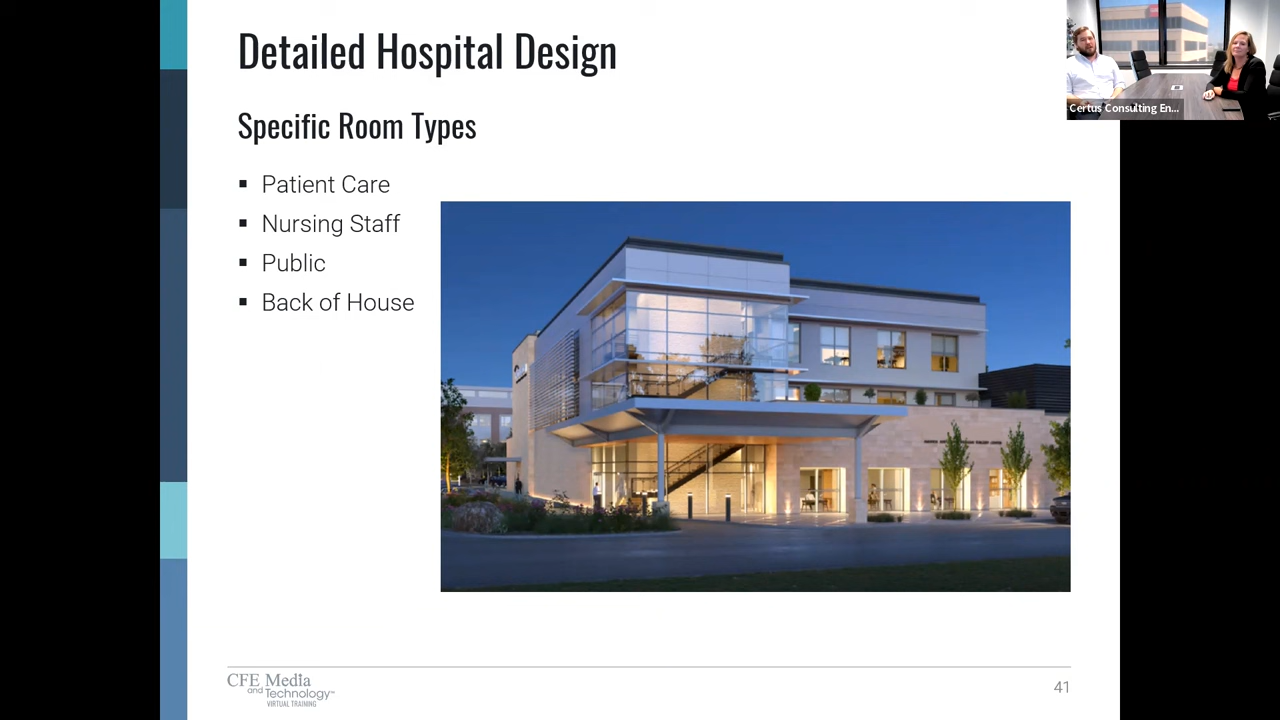 Detailed Hospital Design
Certus Consulting En...
Specific Room Types
▪ Patient Care
▪ Nursing Staff
▪ Public
▪ Back of House
CFE Media
and Technology™
VIRTUAL TRAINING
41